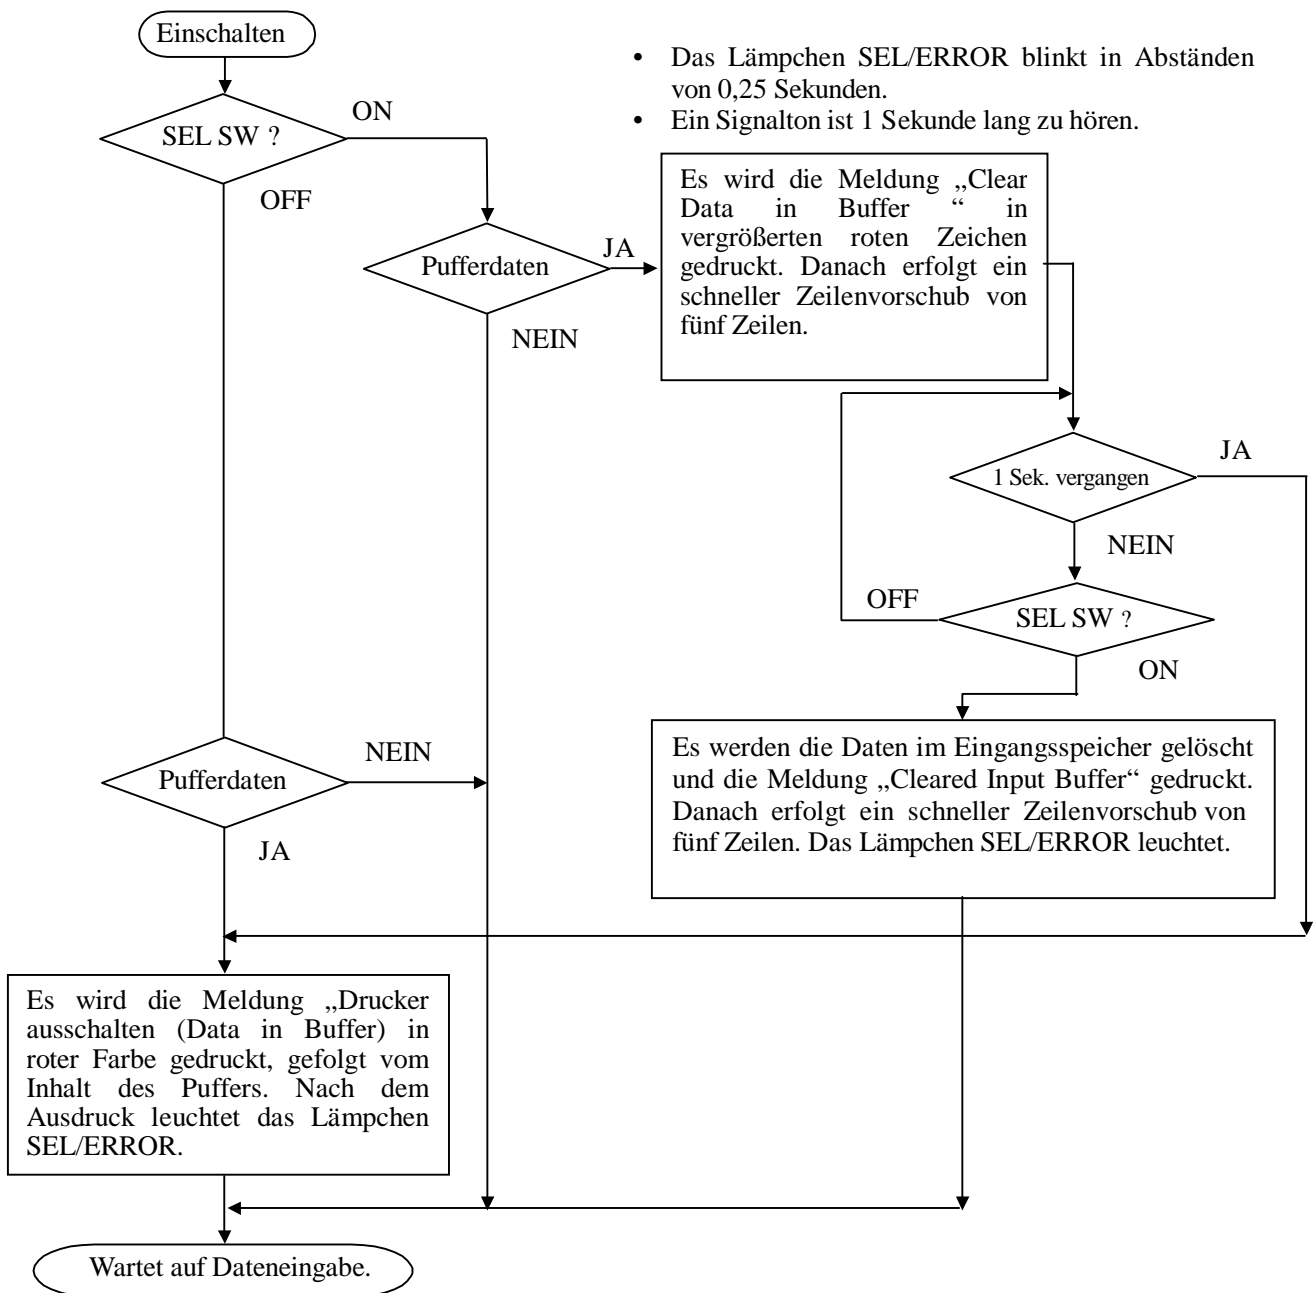 Einschalten
• Das Lämpchen SEL/ERROR blinkt in Abständen
von 0,25 Sekunden.
• Ein Signalton ist 1 Sekunde lang zu hören.
SEL SW ?
ON
OFF
Es wird die Meldung „Clear
Data in Buffer “ in
vergrößerten roten Zeichen
gedruckt. Danach erfolgt ein
schneller Zeilenvorschub von
fünf Zeilen.
Pufferdaten
JA
NEIN
1 Sek. vergangen
JA
NEIN
OFF
SEL SW ?
ON
Es werden die Daten im Eingangsspeicher gelöscht
und die Meldung „Cleared Input Buffer“ gedruckt.
Danach erfolgt ein schneller Zeilenvorschub von
fünf Zeilen. Das Lämpchen SEL/ERROR leuchtet.
Pufferdaten
NEIN
JA
Es wird die Meldung „Drucker
ausschalten (Data in Buffer) in
roter Farbe gedruckt, gefolgt vom
Inhalt des Puffers. Nach dem
Ausdruck leuchtet das Lämpchen
SEL/ERROR.
Wartet auf Dateneingabe.